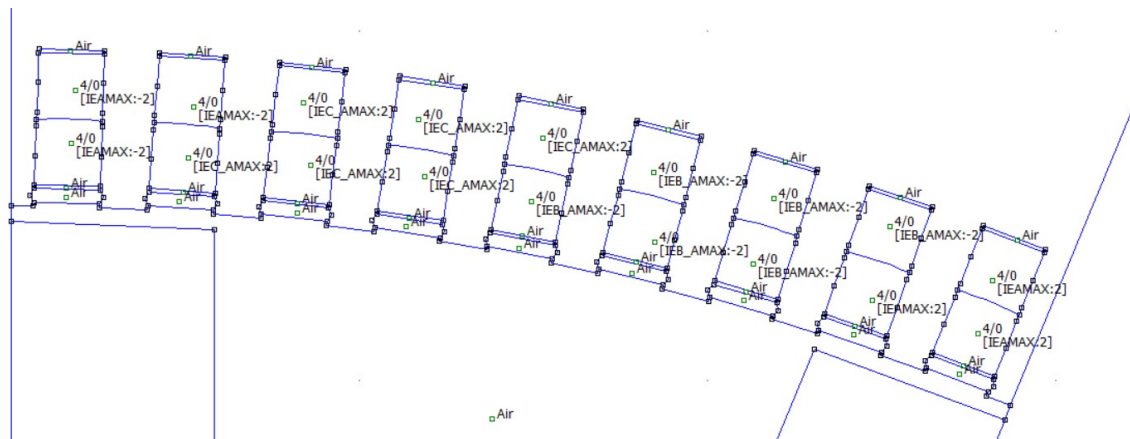 Air
4/0
[IEAMAX:-2]
4/0
[IEAMAX:-2]
Air
Air
Air
4/0
[IEAMAX:-2]
4/0
[IEC_AMAX:2]
Air
Air
Air
4/0
[IEC_AMAX:2]
4/0
[IEC_AMAX:2]
Air
Air
Air
4/0
[IEC_AMAX:2]
4/0
[IEC_AMAX:2]
Air
Air
Air
4/0
[IEC_AMAX:2]
4/0
[IEB_AMAX:-2]
Air
Air
Air
4/0
[IEB_AMAX:-2]
4/0
[IEB_AMAX:-2]
Air
Air
Air
4/0
[IEB_AMAX:-2]
4/0
[IEB_AMAX:-2]
Air
Air
Air
4/0
[IEB_AMAX:-2]
4/0
[IEAMAX:2]
Air
Air
Air
4/0
[IEAMAX:2]
4/0
[IEAMAX:2]
Air
Air
Air